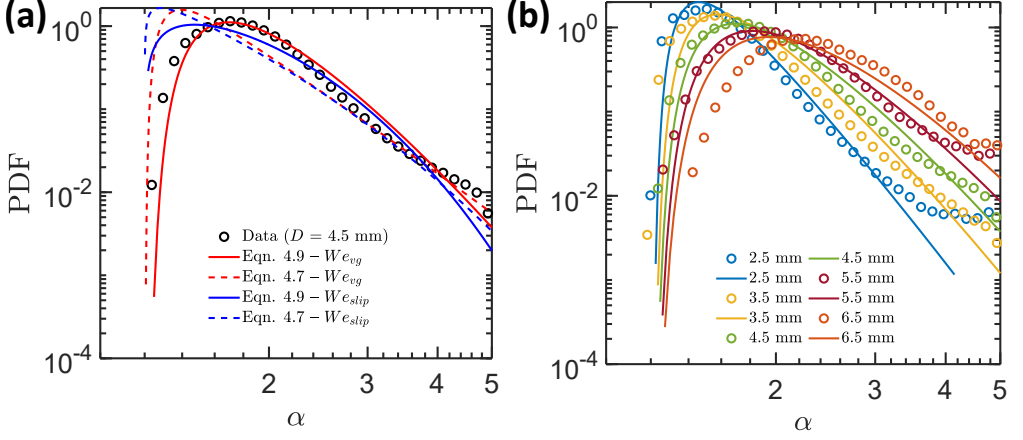 (a)
10^0
10^-2
10^-4
PDF
Data (D = 4.5 mm)
Eqn. 4.9 – We_vg
Eqn. 4.7 – We_vg
Eqn. 4.9 – We_slip
Eqn. 4.7 – We_slip
2 3 4 5
α
(b)
10^0
10^-2
10^-4
PDF
2.5 mm 4.5 mm
2.5 mm 5.5 mm
3.5 mm 5.5 mm
3.5 mm 6.5 mm
4.5 mm 6.5 mm
2 3 4 5
α